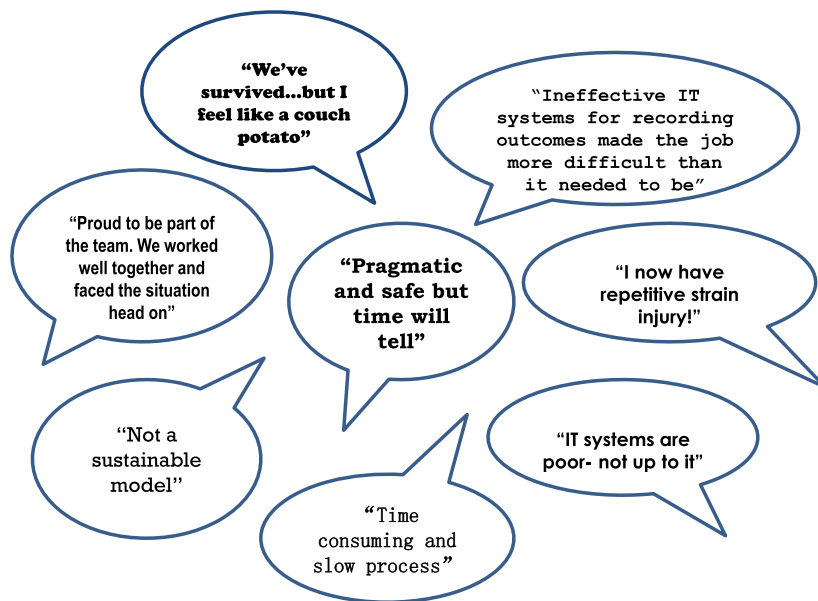 “We’ve
survived...but I
feel like a couch
potato”
“Ineffective IT
systems for recording
outcomes made the job
more difficult than
it needed to be”
“Proud to be part of
the team. We worked
well together and
faced the situation
head on”
“Pragmatic
and safe but
time will
tell”
“I now have
repetitive strain
injury!”
“Not a
sustainable
model”
“IT systems are
poor- not up to it”
“Time
consuming and
slow process”